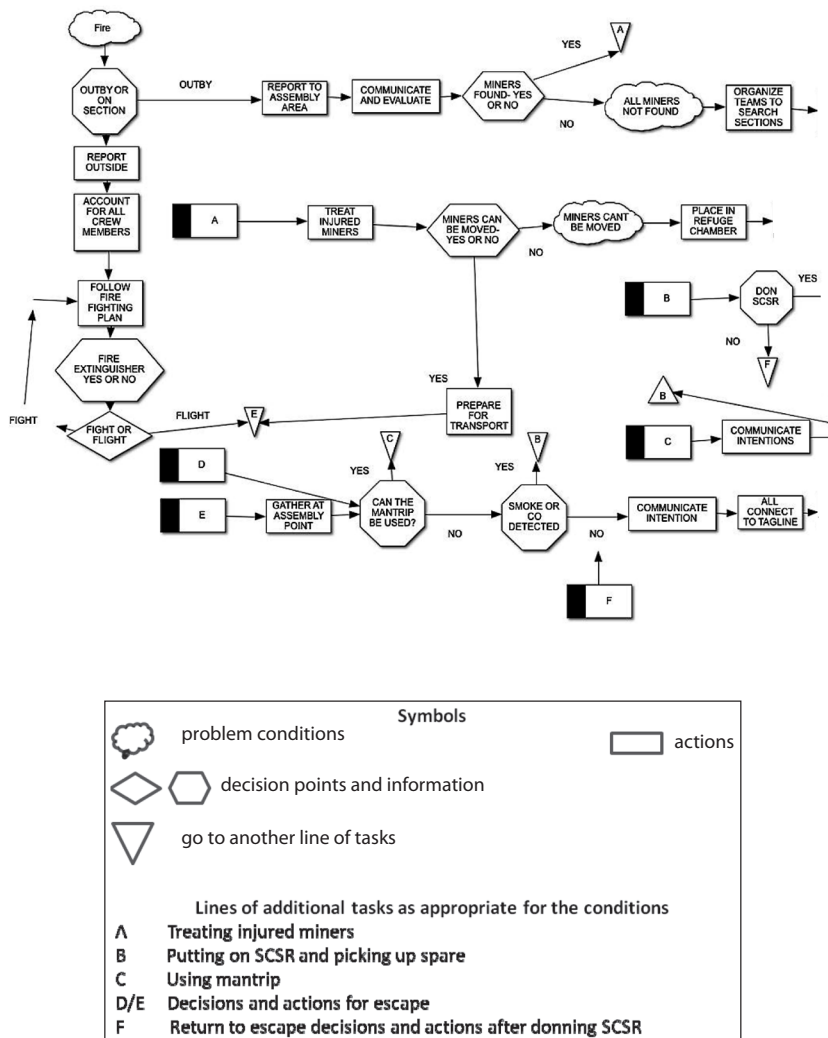 Fire
OUTBY OR
ON
SECTION
OUTBY
REPORT TO
ASSEMBLY
AREA
COMMUNICATE
AND EVALUATE
MINERS
FOUND- YES
OR NO
YES
A
NO
ALL MINERS
NOT FOUND
ORGANIZE
TEAMS TO
SEARCH
SECTIONS
REPORT
OUTSIDE
ACCOUNT
FOR ALL
CREW
MEMBERS
A
TREAT
INJURED
MINERS
MINERS CAN
BE MOVED-
YES OR NO
NO
MINERS CANT
BE MOVED
PLACE IN
REFUGE
CHAMBER
FOLLOW
FIRE
FIGHTING
PLAN
B
DON
SCSR
YES
NO
F
FIRE
EXTINGUISHER
YES OR NO
FIGHT
FIGHT OR
FLIGHT
FLIGHT
E
YES
PREPARE
FOR
TRANSPORT
B
C
COMMUNICATE
INTENTIONS
D
C
YES
B
YES
E
GATHER AT
ASSEMBLY
POINT
CAN THE
MANTRIP
BE USED?
NO
SMOKE OR
CO
DETECTED
NO
COMMUNICATE
INTENTION
ALL
CONNECT
TO TAGLINE
F
Symbols
problem conditions
actions
decision points and information
go to another line of tasks
Lines of additional tasks as appropriate for the conditions
A Treating injured miners
B Putting on SCSR and picking up spare
C Using mantrip
D/E Decisions and actions for escape
F Return to escape decisions and actions after donning SCSR